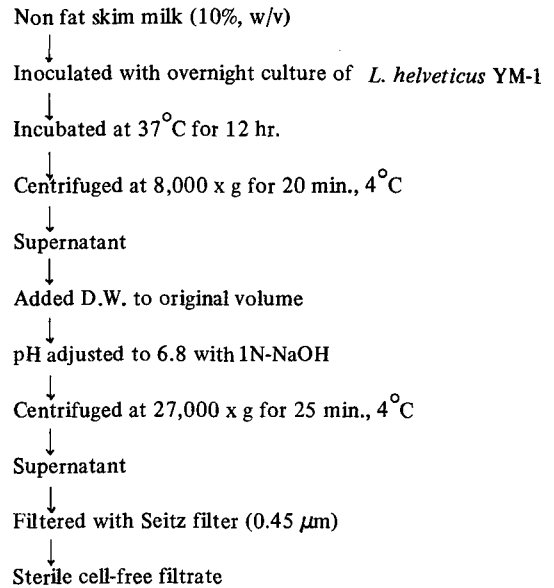 Non fat skim milk (10%, w/v)
Inoculated with overnight culture of L. helveticus YM-1
Incubated at 37°C for 12 hr.
Centrifuged at 8,000 x g for 20 min., 4°C
Supernatant
Added D.W. to original volume
pH adjusted to 6.8 with 1N-NaOH
Centrifuged at 27,000 x g for 25 min., 4°C
Supernatant
Filtered with Seitz filter (0.45 μm)
Sterile cell-free filtrate